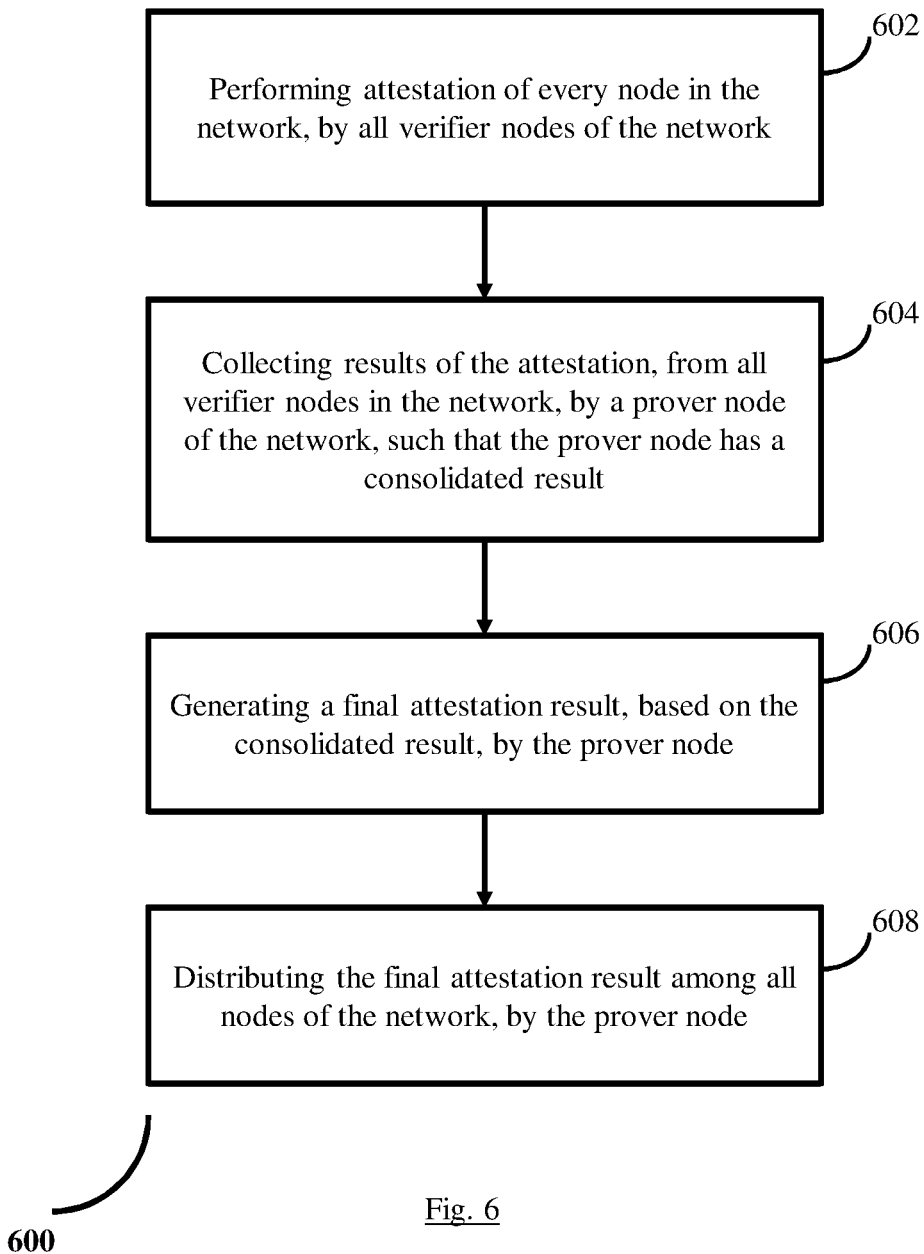 602
Performing attestation of every node in the
network, by all verifier nodes of the network
604
Collecting results of the attestation, from all
verifier nodes in the network, by a prover node
of the network, such that the prover node has a
consolidated result
606
Generating a final attestation result, based on the
consolidated result, by the prover node
608
Distributing the final attestation result among all
nodes of the network, by the prover node
Fig. 6
600